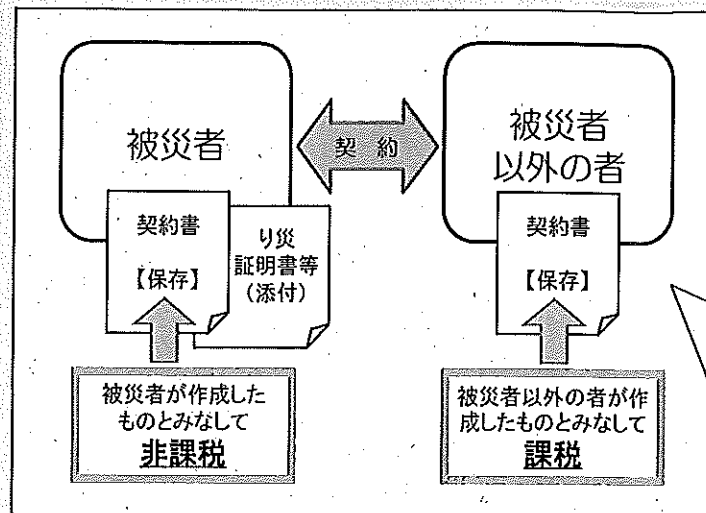 被災者
契約
被災者
以外の者
契約書
【保存】
り災
証明書等
（添付）
契約書
【保存】
被災者が作成した
ものとみなして
非課税
被災者以外の者が作
成したものとみなして
課税